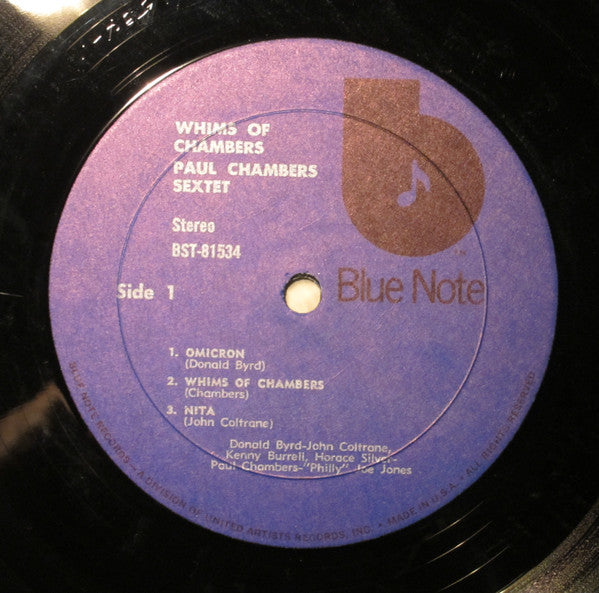 WHIMS OF
CHAMBERS
PAUL CHAMBERS
SEXTET
Stereo
BST-81534
Side 1
b
TM
Blue Note
1. OMICRON
(Donald Byrd)
2. WHIMS OF CHAMBERS
(Chambers)
3. NITA
(John Coltrane)
Donald Byrd-John Coltrane,
Kenny Burrell, Horace Silver-
Paul Chambers-"Philly" Joe Jones
BLUE NOTE RECORDS — A DIVISION OF UNITED ARTISTS RECORDS, INC. • MADE IN U.S.A. • ALL RIGHTS RESERVED